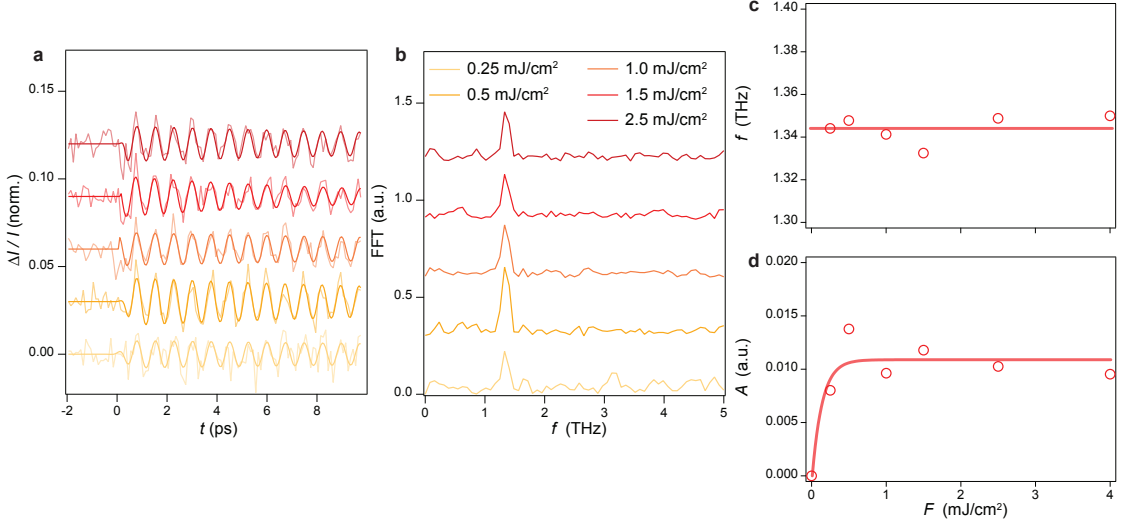 a
ΔI / I (norm.)
0.15
0.10
0.05
0.00
-2
0
2
4
6
8
t (ps)
b
FFT (a.u.)
1.5
1.0
0.5
0.0
0.25 mJ/cm²
0.5 mJ/cm²
1.0 mJ/cm²
1.5 mJ/cm²
2.5 mJ/cm²
0
1
2
3
4
5
f (THz)
c
f (THz)
1.40
1.38
1.36
1.34
1.32
1.30
d
A (a.u.)
0.020
0.015
0.010
0.005
0.000
0
1
2
3
4
F (mJ/cm²)